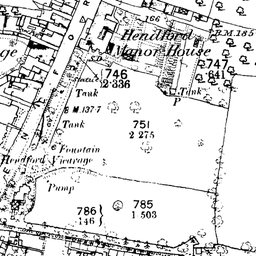 166
Hendford
Manor House
B.M.185
S.D.
746
2·336
747
·841
Tank
Tank
P
B.M.137·7
Tank
751
2·275
Fountain
Hendford Vicarage
Pump
785
1·503
786
·146